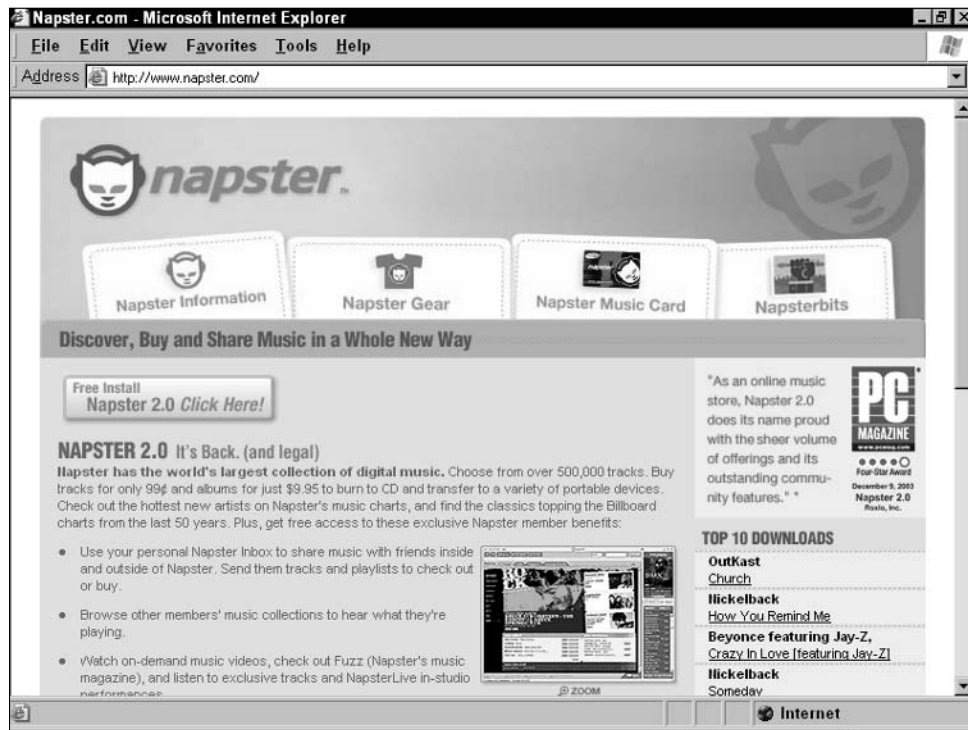 Napster.com - Microsoft Internet Explorer
File Edit View Favorites Tools Help
Address http://www.napster.com/
napster
Napster Information
Napster Gear
Napster Music Card
Napsterbits
Discover, Buy and Share Music in a Whole New Way
Free Install
Napster 2.0 Click Here!
NAPSTER 2.0 It's Back. (and legal)
Napster has the world's largest collection of digital music. Choose from over 500,000 tracks. Buy
tracks for only 99¢ and albums for just $9.95 to burn to CD and transfer to a variety of portable devices.
Check out the hottest new artists on Napster's music charts, and find the classics topping the Billboard
charts from the last 50 years. Plus, get free access to these exclusive Napster member benefits:
• Use your personal Napster Inbox to share music with friends inside
and outside of Napster. Send them tracks and playlists to check out
or buy.
• Browse other members' music collections to hear what they're
playing.
• Watch on-demand music videos, check out Fuzz (Napster's music
magazine), and listen to exclusive tracks and NapsterLive in-studio
performances
ZOOM
"As an online music
store, Napster 2.0
does its name proud
with the sheer volume
of offerings and its
outstanding commu-
nity features." *
PC
MAGAZINE
www.pcmag.com
Four-Star Award
December 9, 2003
Napster 2.0
Roxio, Inc.
TOP 10 DOWNLOADS
OutKast
Church
Nickelback
How You Remind Me
Beyonce featuring Jay-Z,
Crazy In Love [featuring Jay-Z]
Nickelback
Someday
Internet